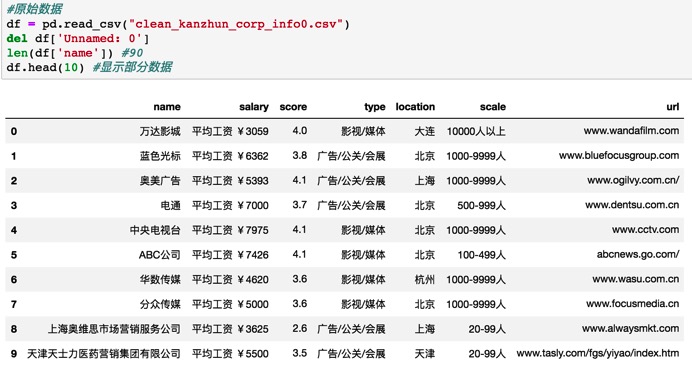 #原始数据
df = pd.read_csv("clean_kanzhun_corp_info0.csv")
del df['Unnamed: 0']
len(df['name']) #90
df.head(10) #显示部分数据
name salary score type location scale url
0 万达影城 平均工资 ¥3059 4.0 影视/媒体 大连 10000人以上 www.wandafilm.com
1 蓝色光标 平均工资 ¥6362 3.8 广告/公关/会展 北京 1000-9999人 www.bluefocusgroup.com
2 奥美广告 平均工资 ¥5393 4.1 广告/公关/会展 上海 1000-9999人 www.ogilvy.com.cn/
3 电通 平均工资 ¥7000 3.7 广告/公关/会展 北京 500-999人 www.dentsu.com.cn
4 中央电视台 平均工资 ¥7975 4.1 影视/媒体 北京 1000-9999人 www.cctv.com
5 ABC公司 平均工资 ¥7426 4.1 影视/媒体 北京 100-499人 abcnews.go.com/
6 华数传媒 平均工资 ¥4620 3.6 影视/媒体 杭州 1000-9999人 www.wasu.com.cn
7 分众传媒 平均工资 ¥5000 3.6 影视/媒体 北京 1000-9999人 www.focusmedia.cn
8 上海奥维思市场营销服务公司 平均工资 ¥3625 2.6 广告/公关/会展 上海 20-99人 www.alwaysmkt.com
9 天津天士力医药营销集团有限公司 平均工资 ¥5500 3.5 广告/公关/会展 天津 20-99人 www.tasly.com/fgs/yiyao/index.htm